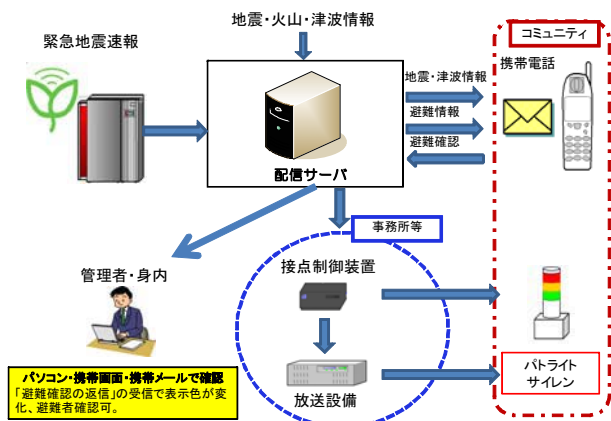 地震・火山・津波情報
緊急地震速報
コミュニティ
携帯電話
地震・津波情報
避難情報
避難確認
配信サーバ
事務所等
管理者・身内
接点制御装置
パソコン・携帯画面・携帯メールで確認
「避難確認の返信」の受信で表示色が変
化、避難者確認可。
放送設備
パトライト
サイレン